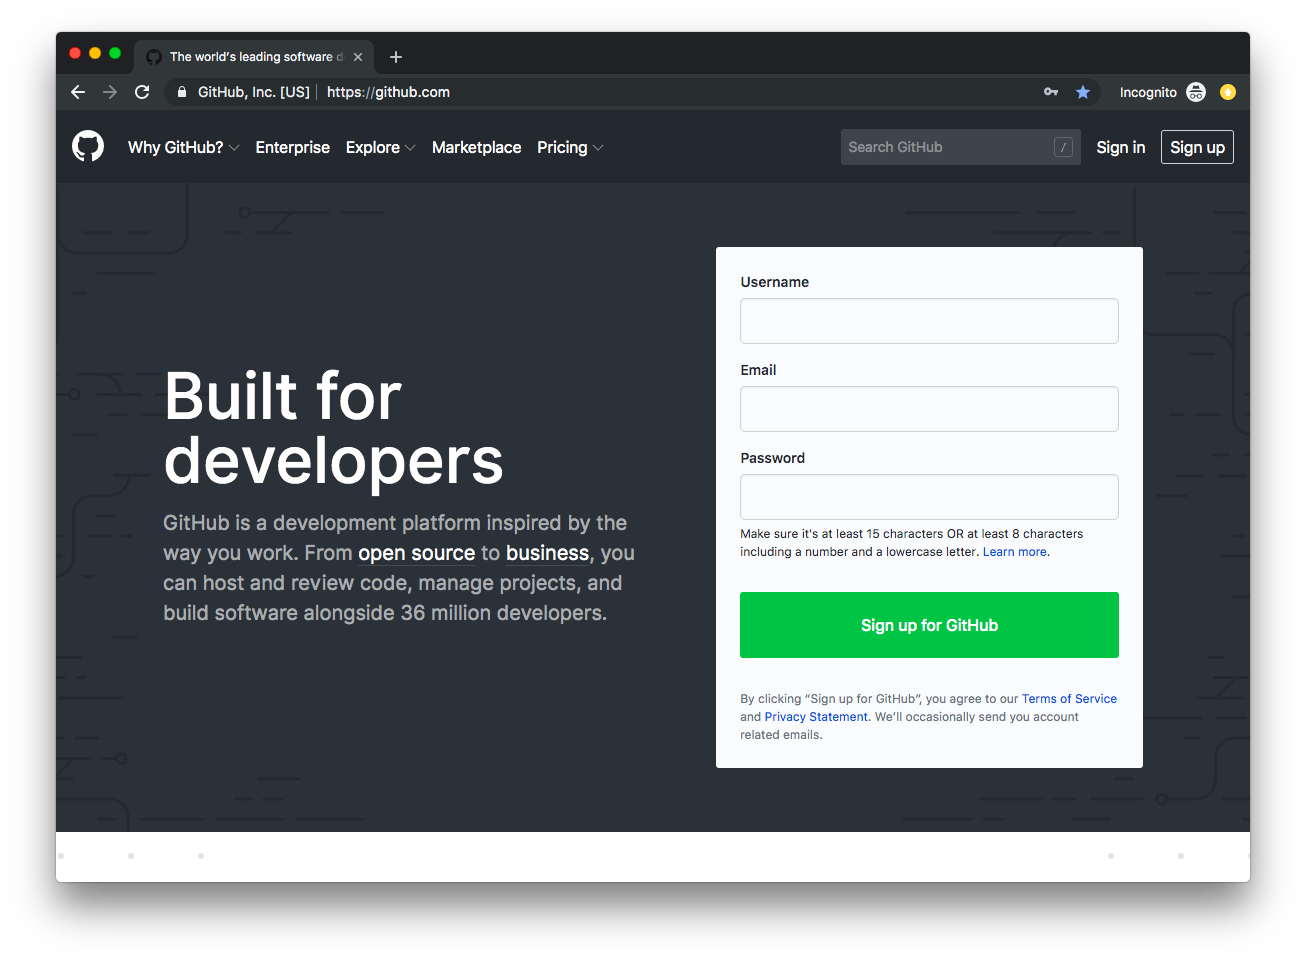 The world's leading software d
GitHub, Inc. [US] | https://github.com
Incognito
Why GitHub? Enterprise Explore Marketplace Pricing
Search GitHub /
Sign in
Sign up
Built for
developers
GitHub is a development platform inspired by the
way you work. From open source to business, you
can host and review code, manage projects, and
build software alongside 36 million developers.
Username
Email
Password
Make sure it's at least 15 characters OR at least 8 characters
including a number and a lowercase letter. Learn more.
Sign up for GitHub
By clicking “Sign up for GitHub”, you agree to our Terms of Service
and Privacy Statement. We’ll occasionally send you account
related emails.